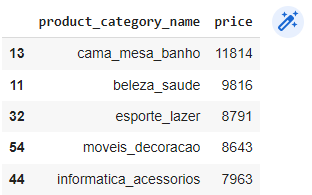 product_category_name price
13 cama_mesa_banho 11814
11 beleza_saude 9816
32 esporte_lazer 8791
54 moveis_decoracao 8643
44 informatica_acessorios 7963